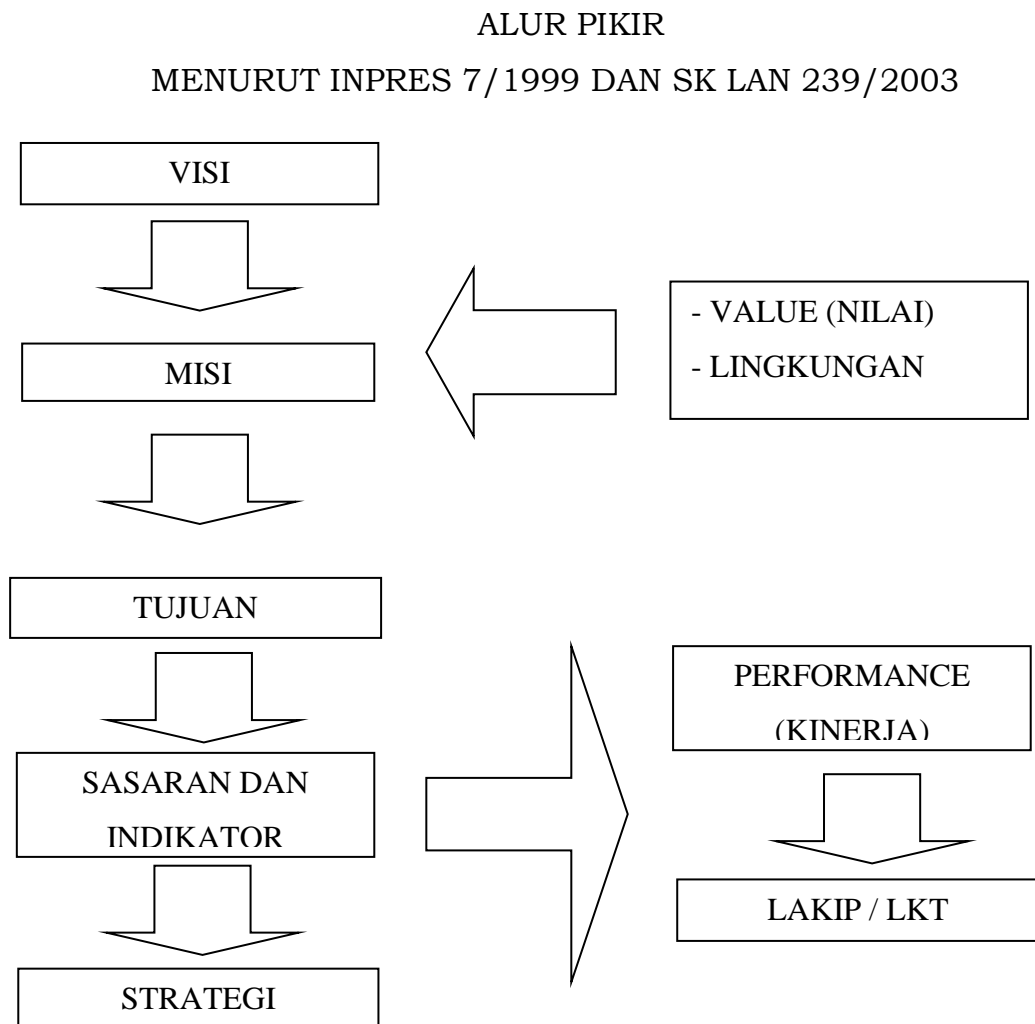 ALUR PIKIR
MENURUT INPRES 7/1999 DAN SK LAN 239/2003
VISI
MISI
- VALUE (NILAI)
- LINGKUNGAN
TUJUAN
SASARAN DAN
INDIKATOR
STRATEGI
PERFORMANCE
(KINERJA)
LAKIP / LKT